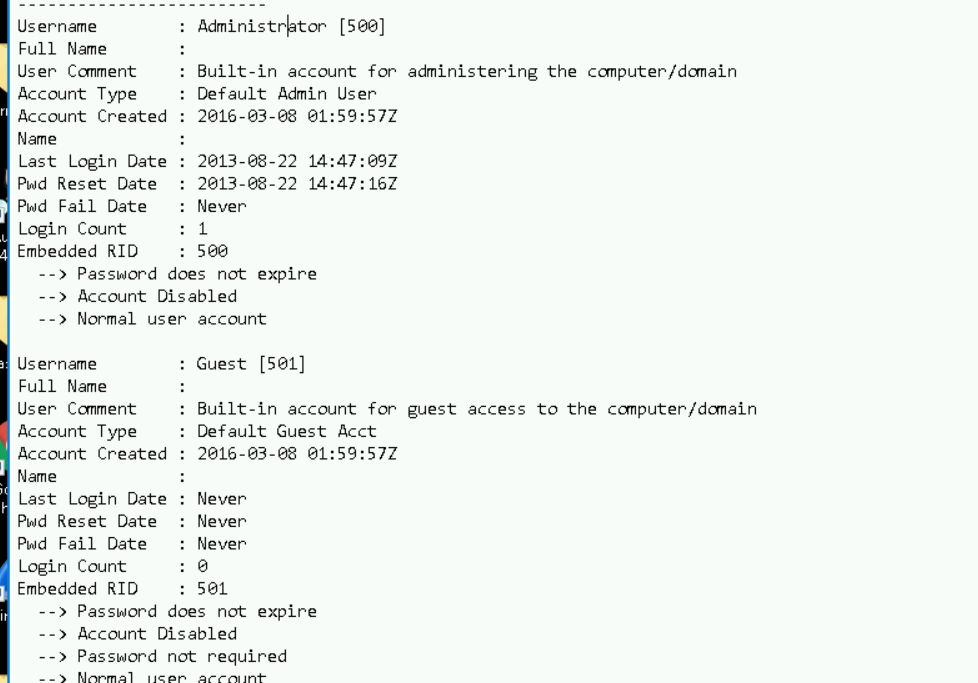 -------------------------
Username        : Administrator [500]
Full Name       :
User Comment    : Built-in account for administering the computer/domain
Account Type    : Default Admin User
Account Created : 2016-03-08 01:59:57Z
Name            :
Last Login Date : 2013-08-22 14:47:09Z
Pwd Reset Date  : 2013-08-22 14:47:16Z
Pwd Fail Date   : Never
Login Count     : 1
Embedded RID    : 500
  --> Password does not expire
  --> Account Disabled
  --> Normal user account
Username        : Guest [501]
Full Name       :
User Comment    : Built-in account for guest access to the computer/domain
Account Type    : Default Guest Acct
Account Created : 2016-03-08 01:59:57Z
Name            :
Last Login Date : Never
Pwd Reset Date  : Never
Pwd Fail Date   : Never
Login Count     : 0
Embedded RID    : 501
  --> Password does not expire
  --> Account Disabled
  --> Password not required
  --> Normal user account